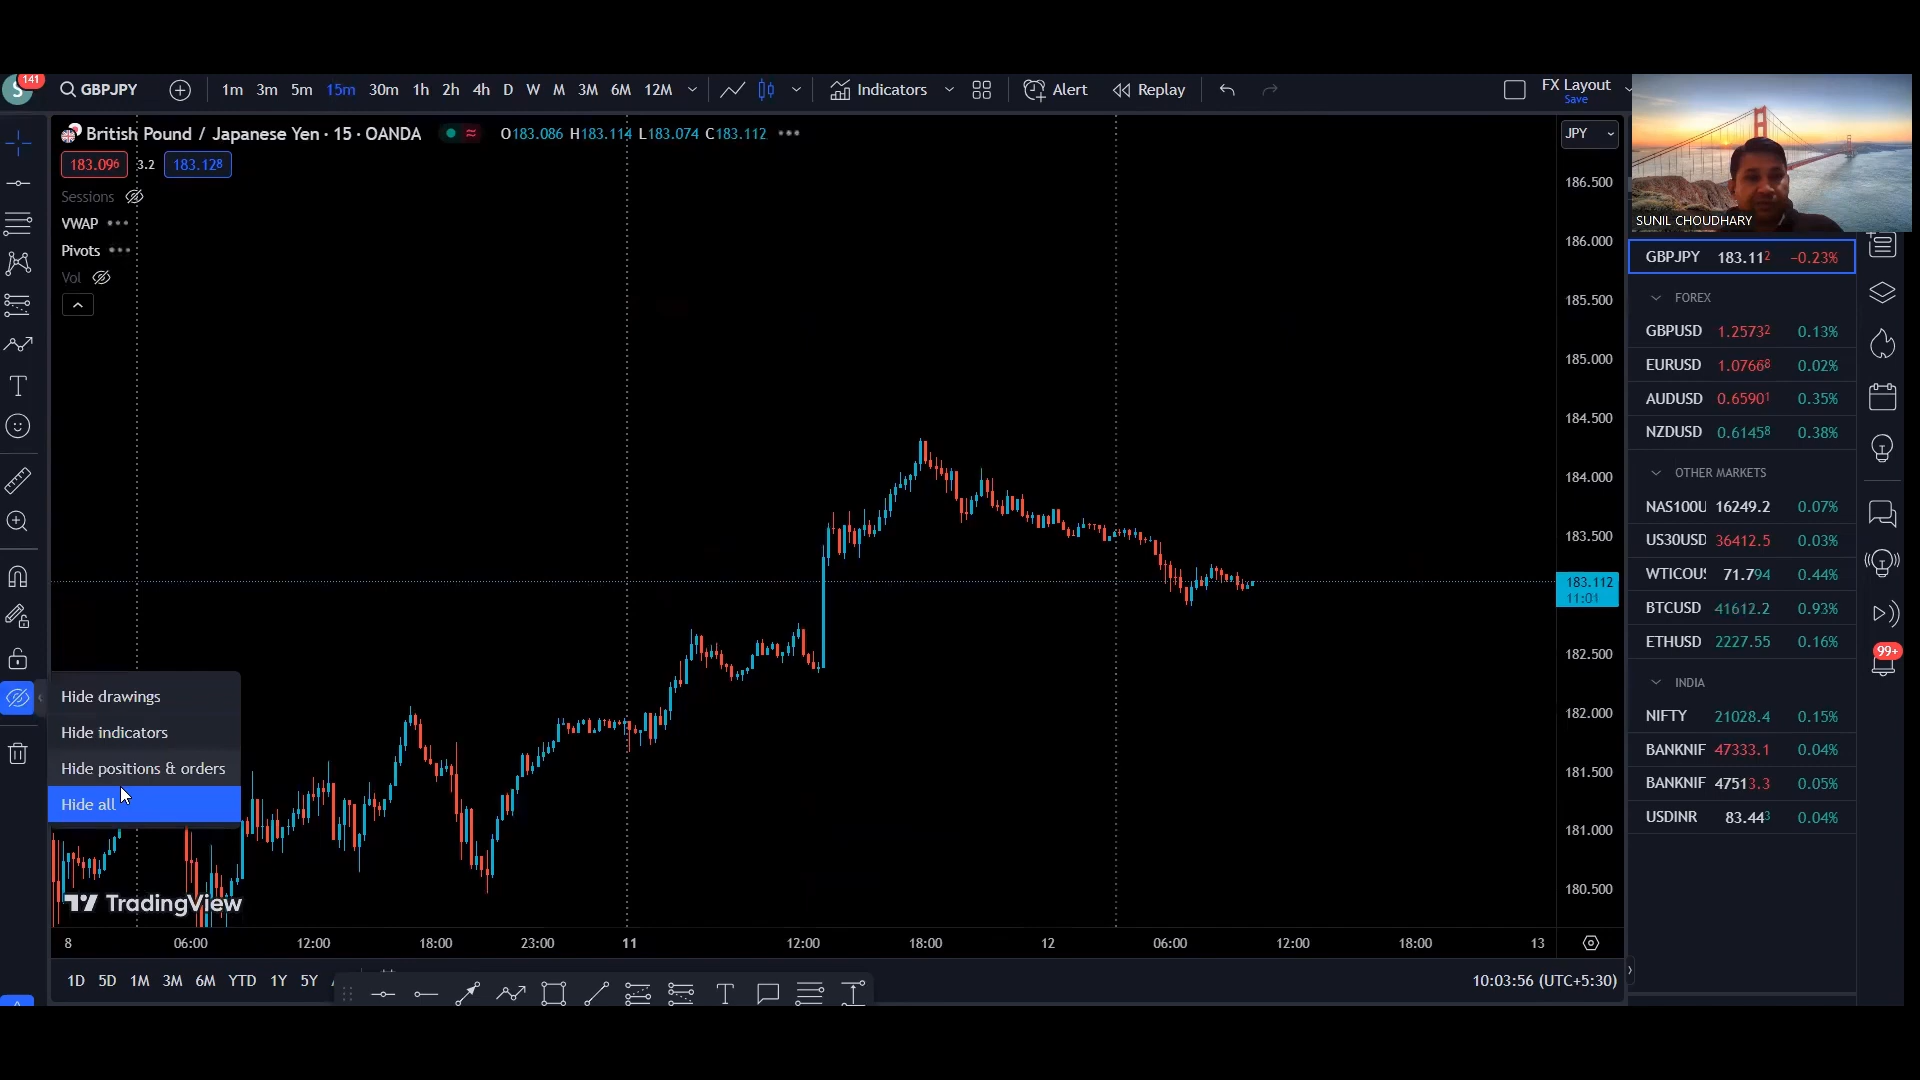 S 141 GBPJPY 1m 3m 5m 15m 30m 1h 2h 4h D W M 3M 6M 12M Indicators Alert Replay FX Layout
Save
British Pound / Japanese Yen · 15 · OANDA O183.086 H183.114 L183.074 C183.112
183.096 3.2 183.128
Sessions
VWAP
Pivots
Vol
JPY
186.500
186.000
185.500
185.000
184.500
184.000
183.500
183.112
11:01
182.500
182.000
181.500
181.000
180.500
SUNIL CHOUDHARY
GBPJPY 183.112 −0.23%
FOREX
GBPUSD 1.25732 0.13%
EURUSD 1.07668 0.02%
AUDUSD 0.65901 0.35%
NZDUSD 0.61458 0.38%
OTHER MARKETS
NAS100U 16249.2 0.07%
US30USD 36412.5 0.03%
WTICOU 71.794 0.44%
BTCUSD 41612.2 0.93%
ETHUSD 2227.55 0.16%
INDIA
NIFTY 21028.4 0.15%
BANKNIF 47333.1 0.04%
BANKNIF 47513.3 0.05%
USDINR 83.443 0.04%
99+
Hide drawings
Hide indicators
Hide positions & orders
Hide all
TradingView
8 06:00 12:00 18:00 23:00 11 12:00 18:00 12 06:00 12:00 18:00 13
1D 5D 1M 3M 6M YTD 1Y 5Y 10:03:56 (UTC+5:30)